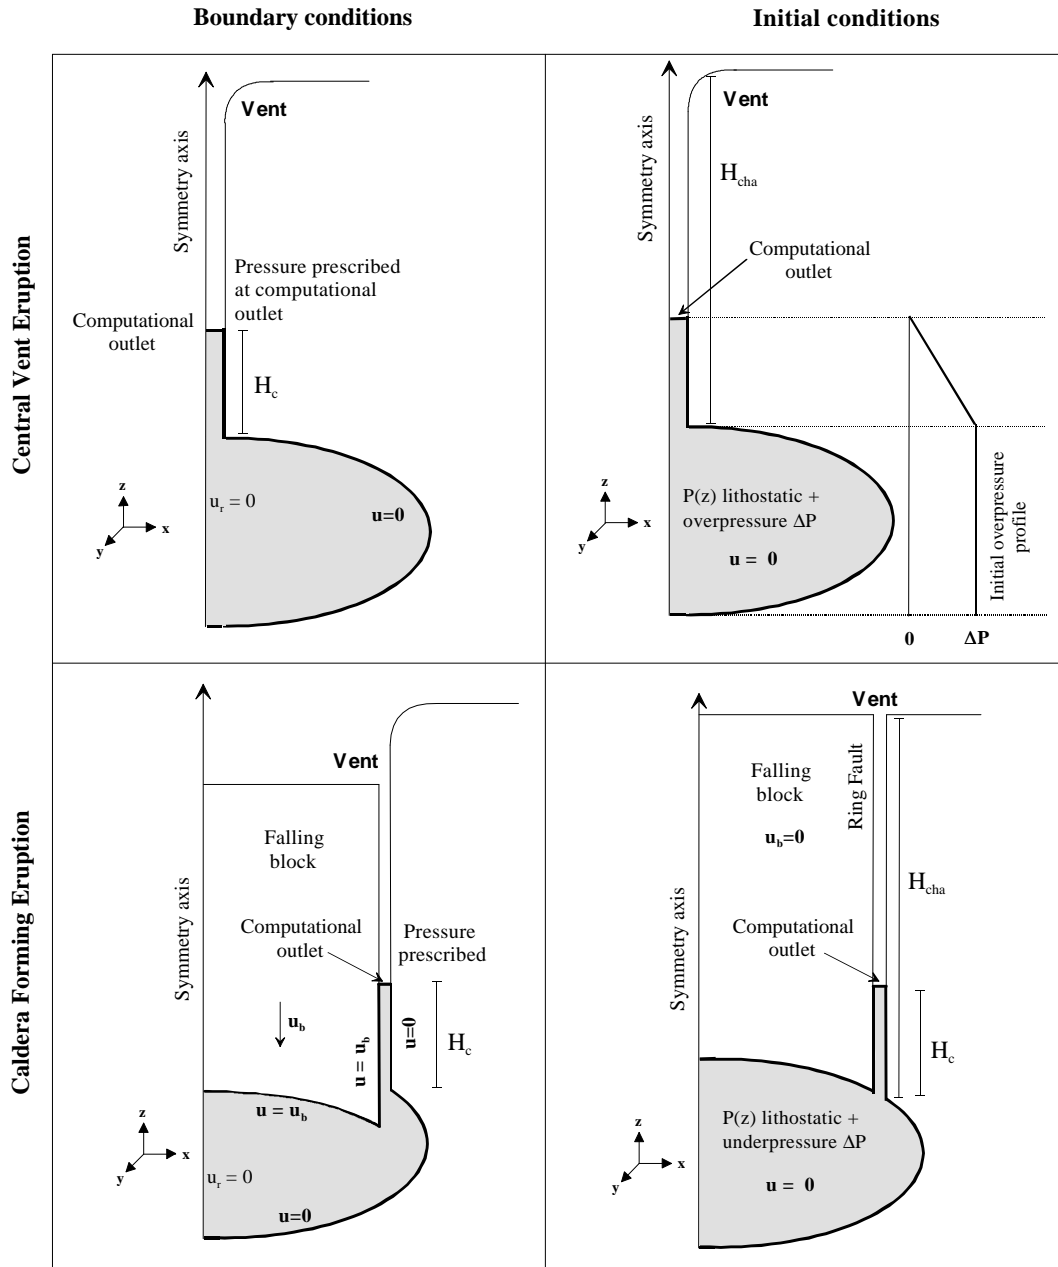 Boundary conditions
Initial conditions
Central Vent Eruption
Symmetry axis
Vent
Pressure prescribed
at computational
outlet
Computational
outlet
H_c
u_r = 0
u=0
z
x
y
Symmetry axis
Vent
H_cha
Computational
outlet
P(z) lithostatic +
overpressure ΔP
u = 0
z
x
y
Initial overpressure
profile
0
ΔP
Caldera Forming Eruption
Symmetry axis
Vent
Falling
block
Computational
outlet
Pressure
prescribed
u_b
u = u_b
u=0
H_c
u = u_b
z
x
y
u_r = 0
u=0
Symmetry axis
Vent
Falling
block
u_b=0
Ring Fault
H_cha
Computational
outlet
H_c
P(z) lithostatic +
underpressure ΔP
u = 0
z
x
y